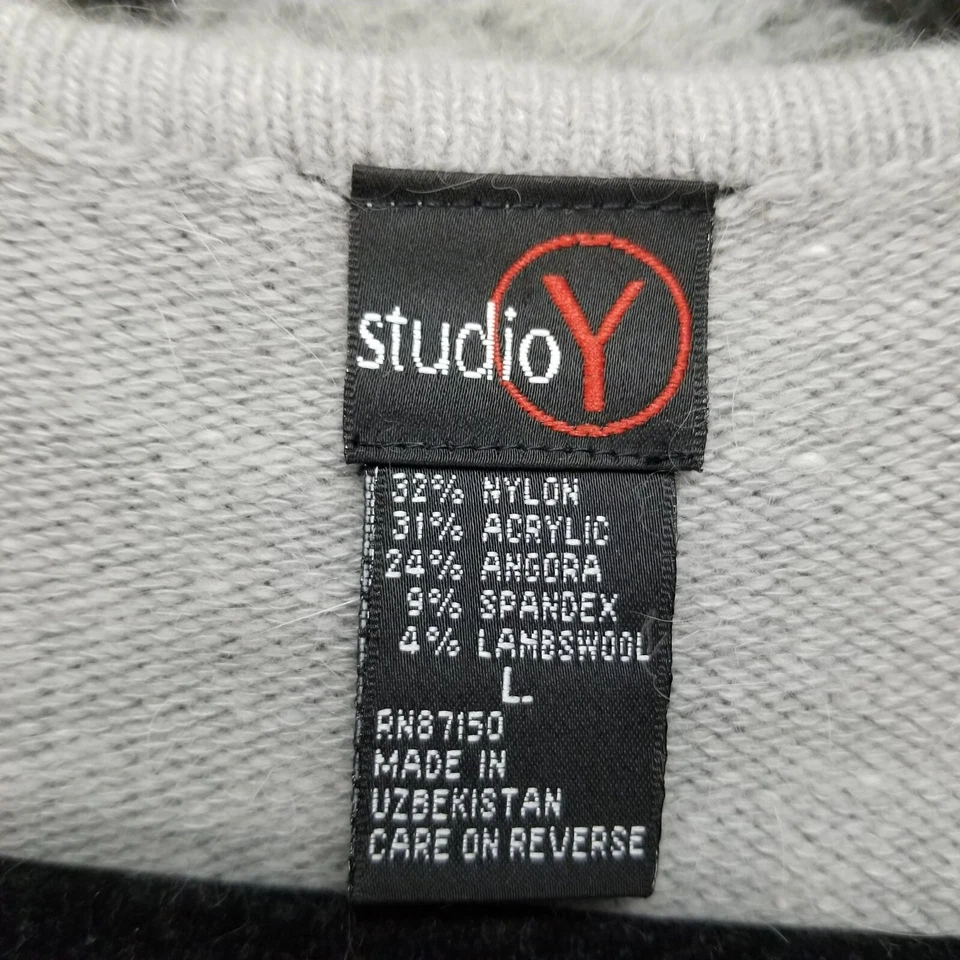 studio Y
32% NYLON
31% ACRYLIC
24% ANGORA
9% SPANDEX
4% LAMBSWOOL
L.
RN87150
MADE IN
UZBEKISTAN
CARE ON REVERSE